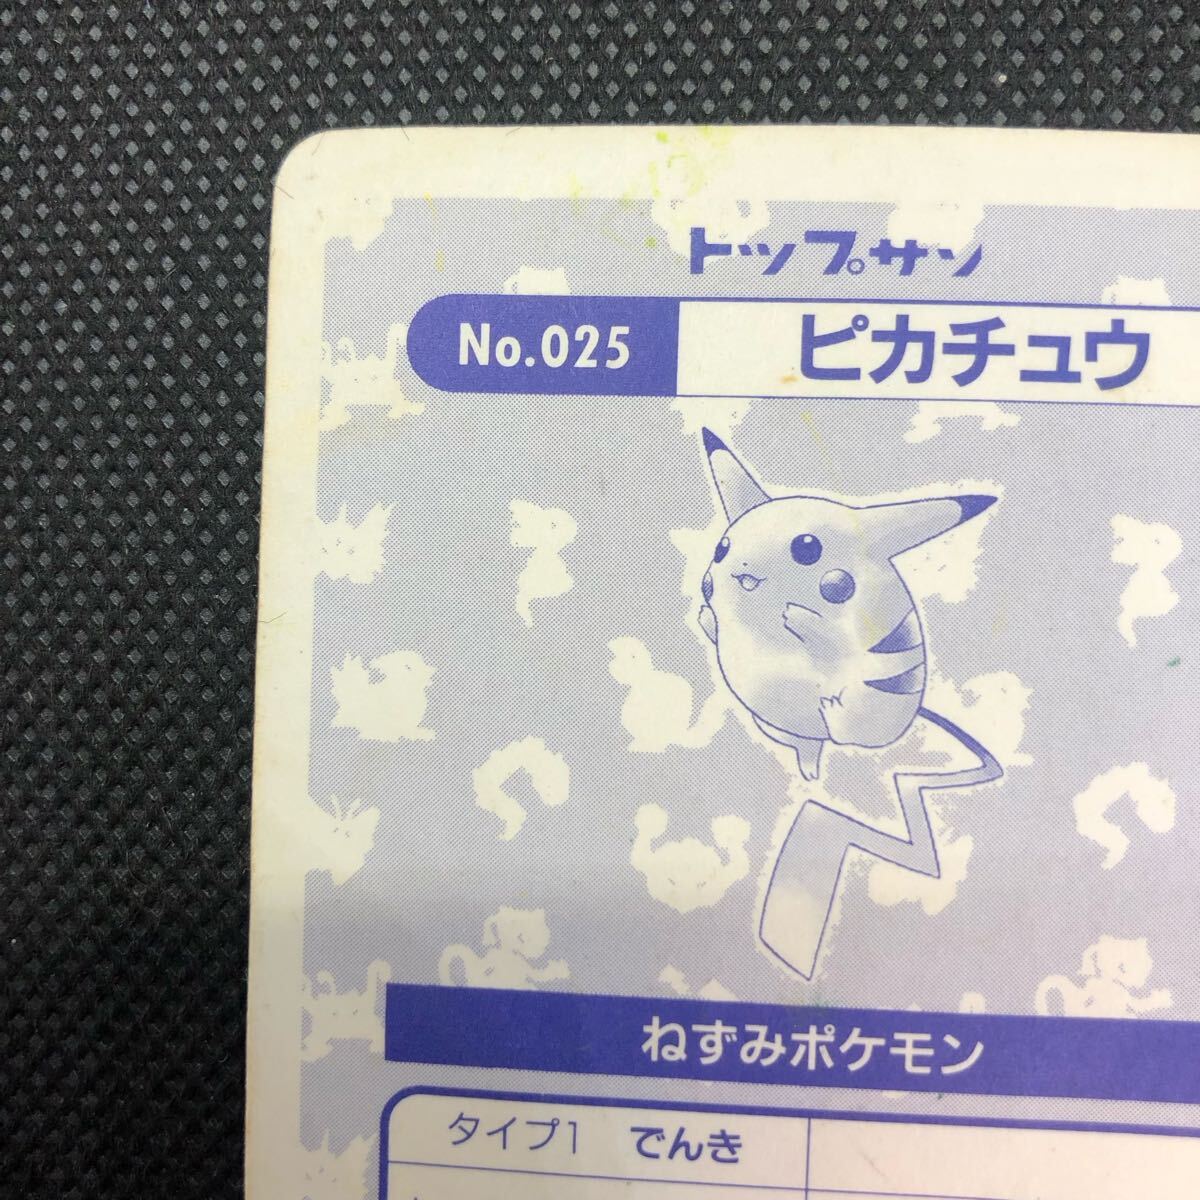 トップサン
No.025 ピカチュウ
ねずみポケモン
タイプ1 でんき